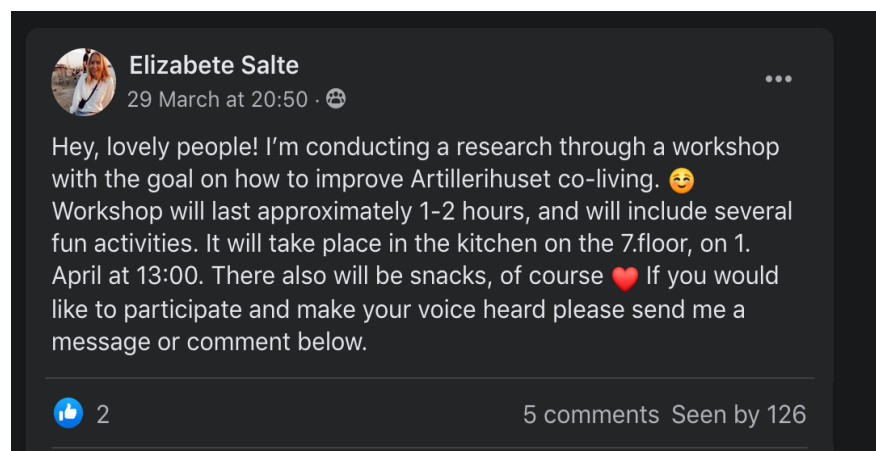 Elizabete Salte
29 March at 20:50 ·
Hey, lovely people! I’m conducting a research through a workshop
with the goal on how to improve Artillerihuset co-living. ☺️
Workshop will last approximately 1-2 hours, and will include several
fun activities. It will take place in the kitchen on the 7.floor, on 1.
April at 13:00. There also will be snacks, of course ❤️ If you would
like to participate and make your voice heard please send me a
message or comment below.
2 5 comments Seen by 126